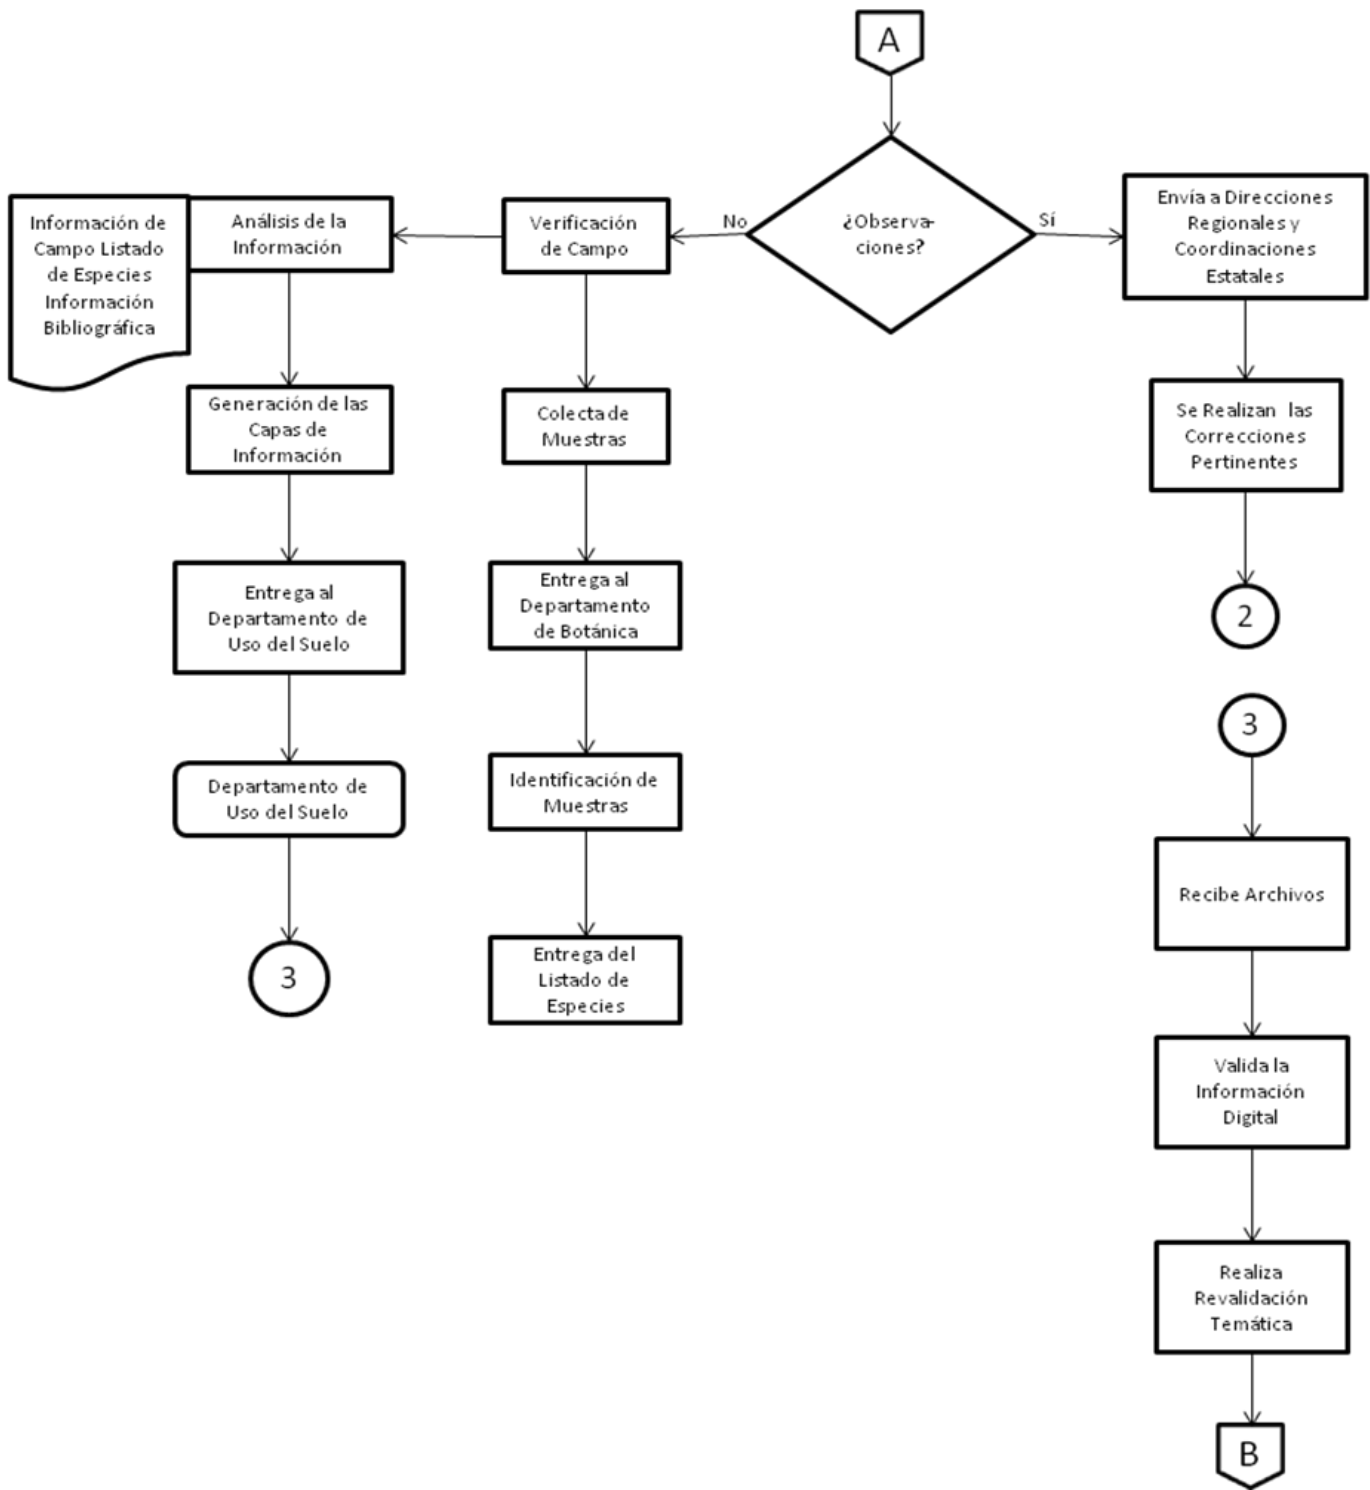 A
¿Observa-
ciones?
No
Sí
Envía a Direcciones
Regionales y
Coordinaciones
Estatales
Se Realizan las
Correcciones
Pertinentes
2
Verificación
de Campo
Colecta de
Muestras
Entrega al
Departamento
de Botánica
Identificación de
Muestras
Entrega del
Listado de
Especies
Análisis de la
Información
Información de
Campo Listado
de Especies
Información
Bibliográfica
Generación de las
Capas de
Información
Entrega al
Departamento de
Uso del Suelo
Departamento de
Uso del Suelo
3
3
Recibe Archivos
Valida la
Información
Digital
Realiza
Revalidación
Temática
B